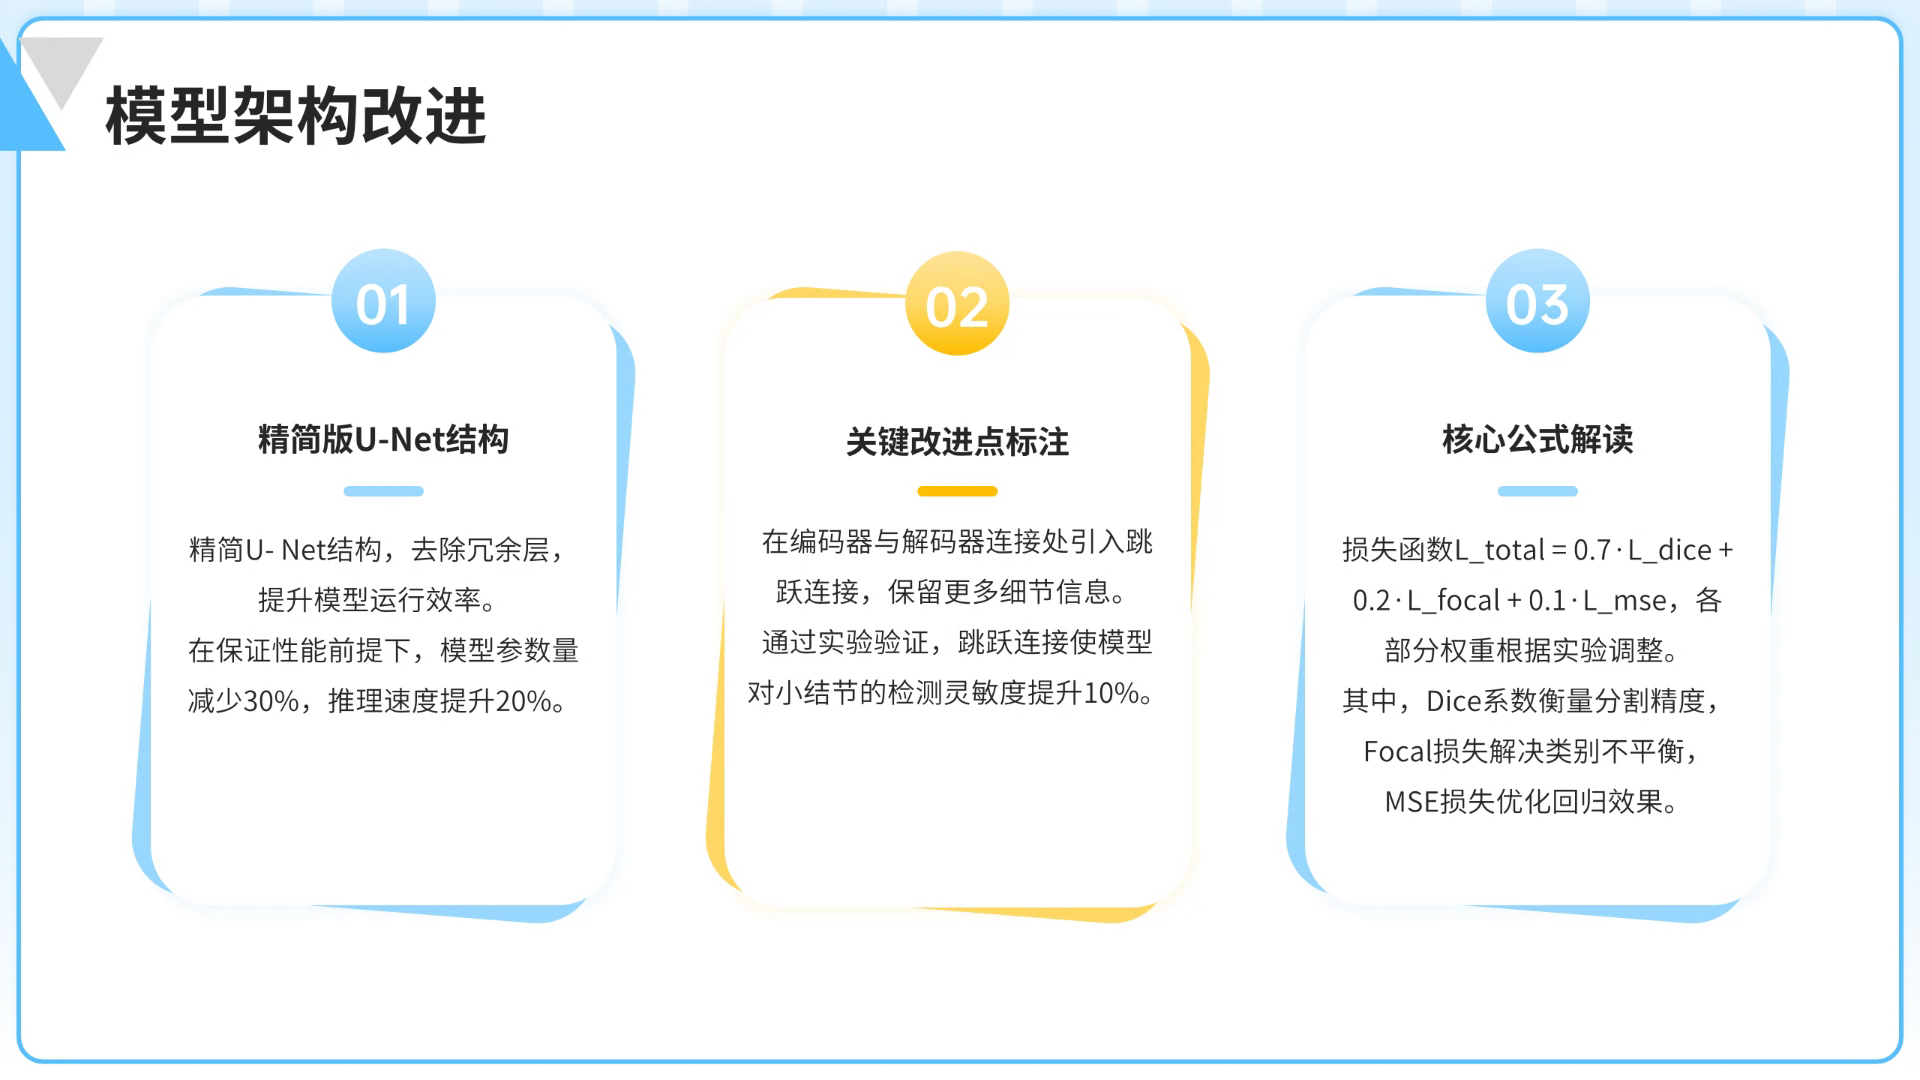 模型架构改进
01
精简版U-Net结构
精简U- Net结构，去除冗余层，
提升模型运行效率。
在保证性能前提下，模型参数量
减少30%，推理速度提升20%。
02
关键改进点标注
在编码器与解码器连接处引入跳
跃连接，保留更多细节信息。
通过实验验证，跳跃连接使模型
对小结节的检测灵敏度提升10%。
03
核心公式解读
损失函数L_total = 0.7·L_dice +
0.2·L_focal + 0.1·L_mse，各
部分权重根据实验调整。
其中，Dice系数衡量分割精度，
Focal损失解决类别不平衡，
MSE损失优化回归效果。